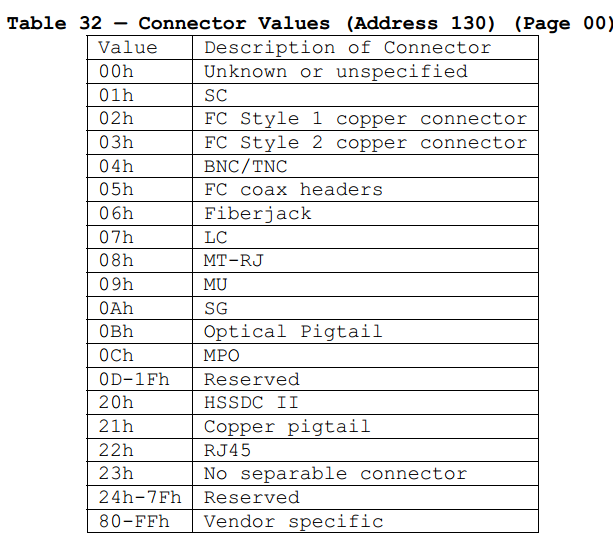 Table 32 — Connector Values (Address 130) (Page 00)
Value Description of Connector
00h Unknown or unspecified
01h SC
02h FC Style 1 copper connector
03h FC Style 2 copper connector
04h BNC/TNC
05h FC coax headers
06h Fiberjack
07h LC
08h MT-RJ
09h MU
0Ah SG
0Bh Optical Pigtail
0Ch MPO
0D-1Fh Reserved
20h HSSDC II
21h Copper pigtail
22h RJ45
23h No separable connector
24h-7Fh Reserved
80-FFh Vendor specific